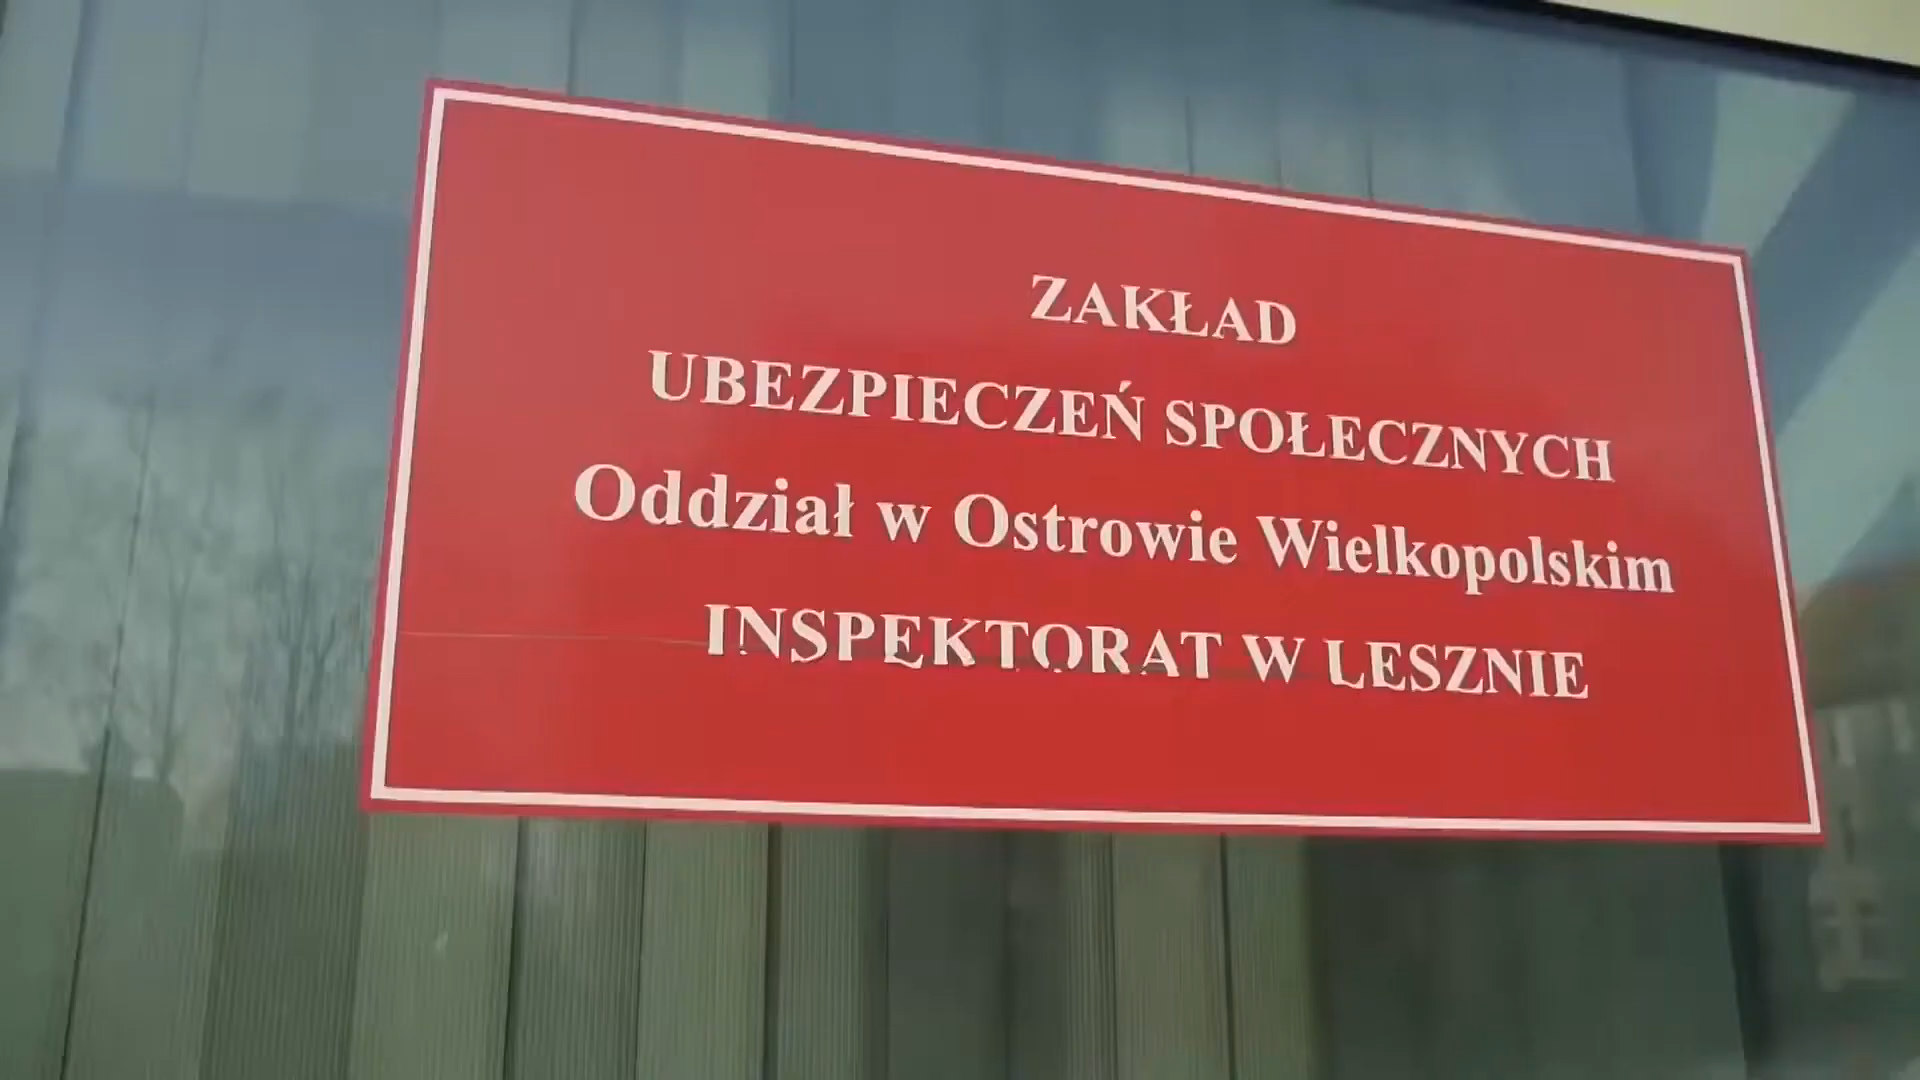 ZAKŁAD
UBEZPIECZEŃ SPOŁECZNYCH
Oddział w Ostrowie Wielkopolskim
INSPEKTORAT W LESZNIE